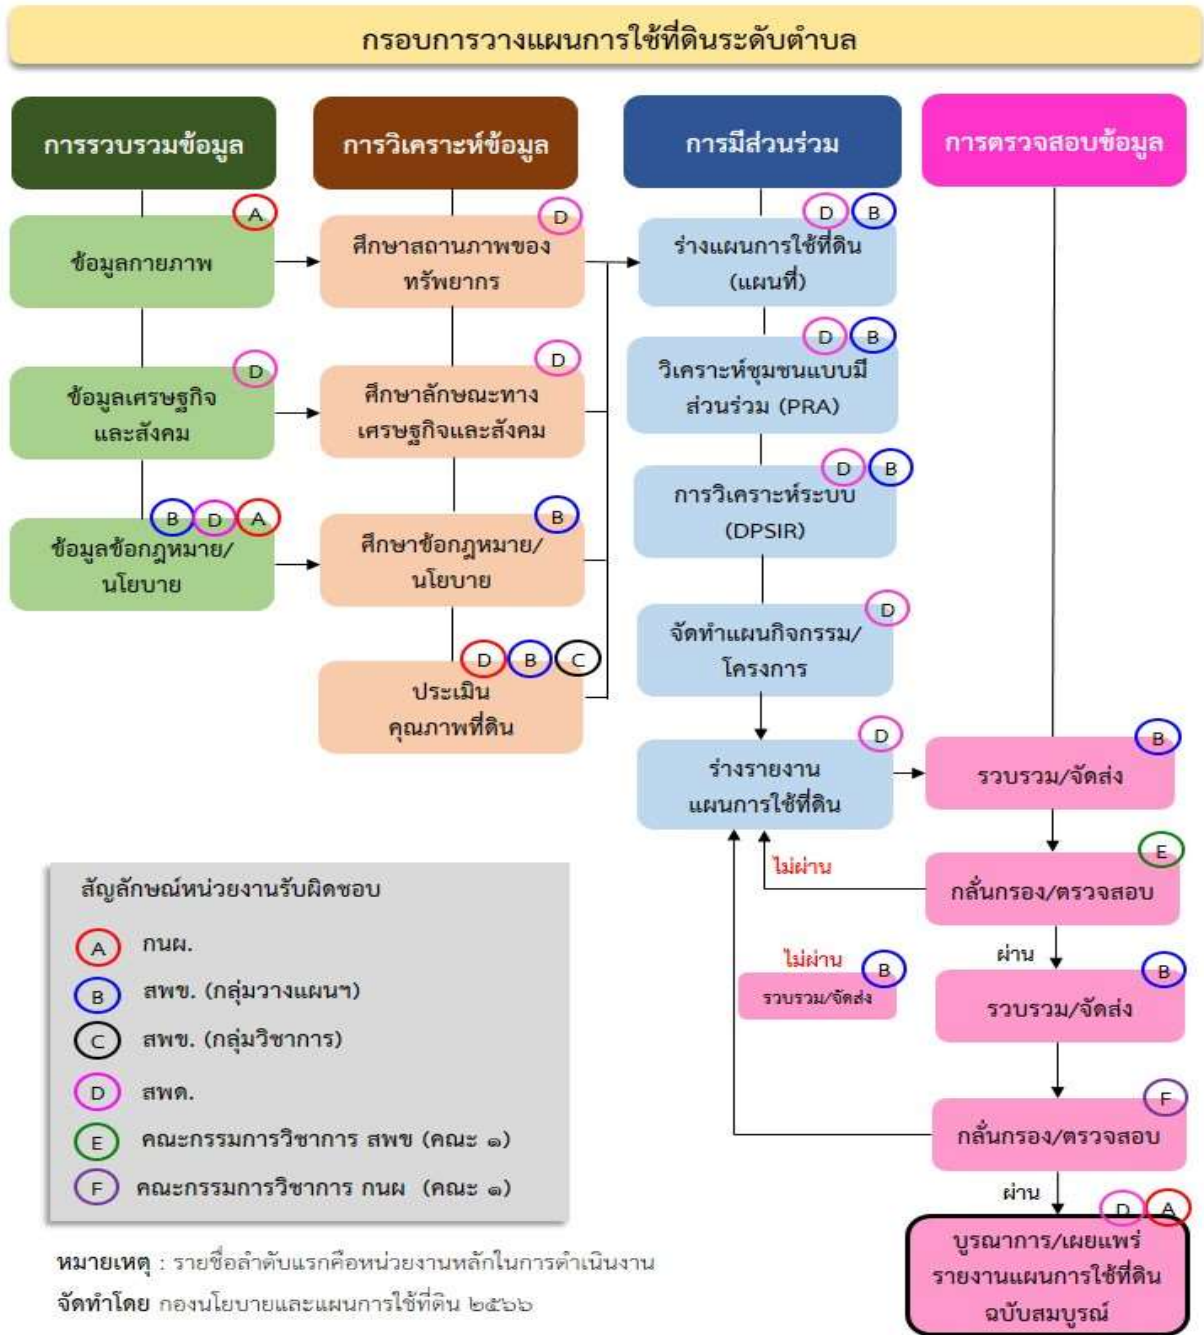 กรอบการวางแผนการใช้ที่ดินระดับตำบล
การรวบรวมข้อมูล
A
ข้อมูลกายภาพ
D
ข้อมูลเศรษฐกิจ
และสังคม
B D A
ข้อมูลข้อกฎหมาย/
นโยบาย
การวิเคราะห์ข้อมูล
D
ศึกษาสถานภาพของ
ทรัพยากร
D
ศึกษาลักษณะทาง
เศรษฐกิจและสังคม
B
ศึกษาข้อกฎหมาย/
นโยบาย
D B C
ประเมิน
คุณภาพที่ดิน
การมีส่วนร่วม
D B
ร่างแผนการใช้ที่ดิน
(แผนที่)
D B
วิเคราะห์ชุมชนแบบมี
ส่วนร่วม (PRA)
D B
การวิเคราะห์ระบบ
(DPSIR)
D
จัดทำแผนกิจกรรม/
โครงการ
D
ร่างรายงาน
แผนการใช้ที่ดิน
การตรวจสอบข้อมูล
B
รวบรวม/จัดส่ง
E
กลั่นกรอง/ตรวจสอบ
ไม่ผ่าน
ผ่าน
B
รวบรวม/จัดส่ง
ไม่ผ่าน
B
รวบรวม/จัดส่ง
F
กลั่นกรอง/ตรวจสอบ
ผ่าน
D A
บูรณาการ/เผยแพร่
รายงานแผนการใช้ที่ดิน
ฉบับสมบูรณ์
สัญลักษณ์หน่วยงานรับผิดชอบ
A กนผ.
B สพข. (กลุ่มวางแผนฯ)
C สพข. (กลุ่มวิชาการ)
D สพด.
E คณะกรรมการวิชาการ สพข (คณะ ๑)
F คณะกรรมการวิชาการ กนผ (คณะ ๑)
หมายเหตุ : รายชื่อลำดับแรกคือหน่วยงานหลักในการดำเนินงาน
จัดทำโดย กองนโยบายและแผนการใช้ที่ดิน ๒๕๖๖